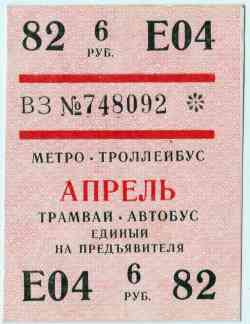 82 6 РУБ. Е04
ВЗ №748092 ※
МЕТРО · ТРОЛЛЕЙБУС
АПРЕЛЬ
ТРАМВАЙ · АВТОБУС
ЕДИНЫЙ
НА ПРЕДЪЯВИТЕЛЯ
Е04 6 РУБ. 82